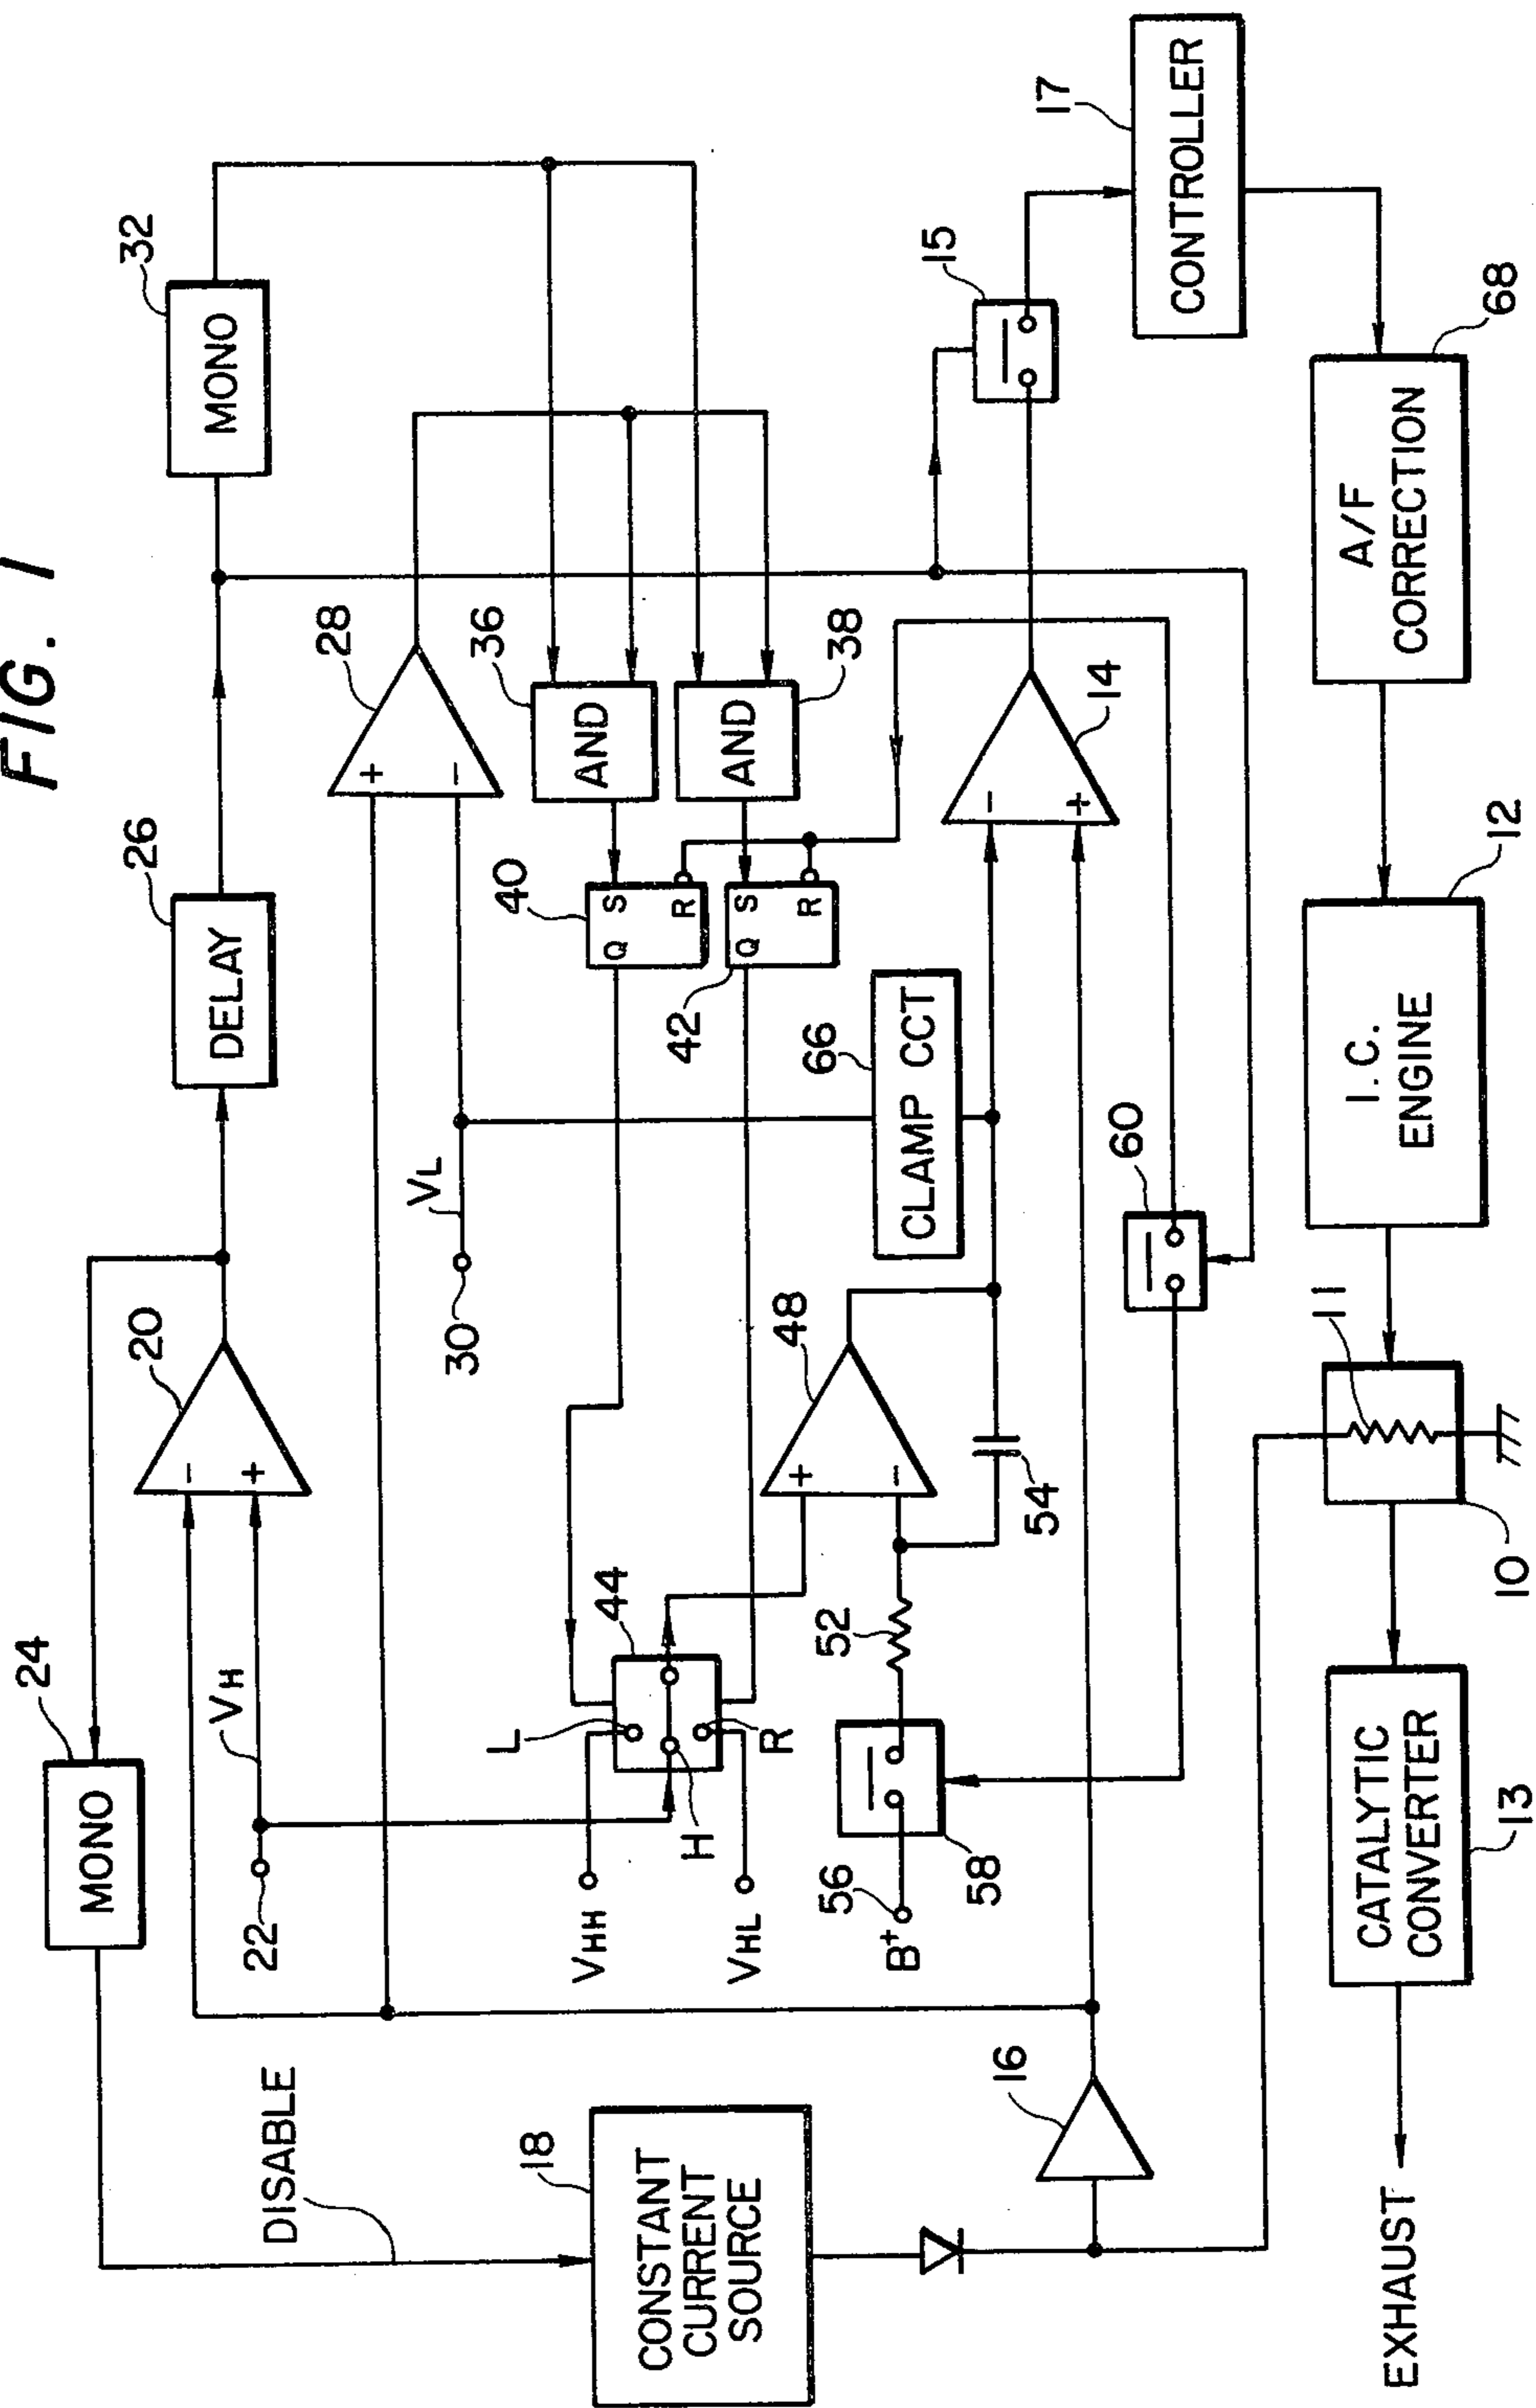 FIG. 1
24
MONO
20
-
+
26
DELAY
32
MONO
VH
22
DISABLE
28
+
-
VL
30
36
AND
38
AND
40
S
Q
R
42
S
Q
R
44
L
H
R
VHH
VHL
48
+
-
52
54
56
B+
58
66
CLAMP CCT
60
14
-
+
15
17
CONTROLLER
18
CONSTANT
CURRENT
SOURCE
16
11
10
12
I.C.
ENGINE
68
A/F
CORRECTION
13
CATALYTIC
CONVERTER
EXHAUST